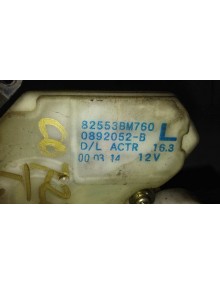 82553BM760
0892052-B L
D/L ACTR 16.3
00.03.14 12V